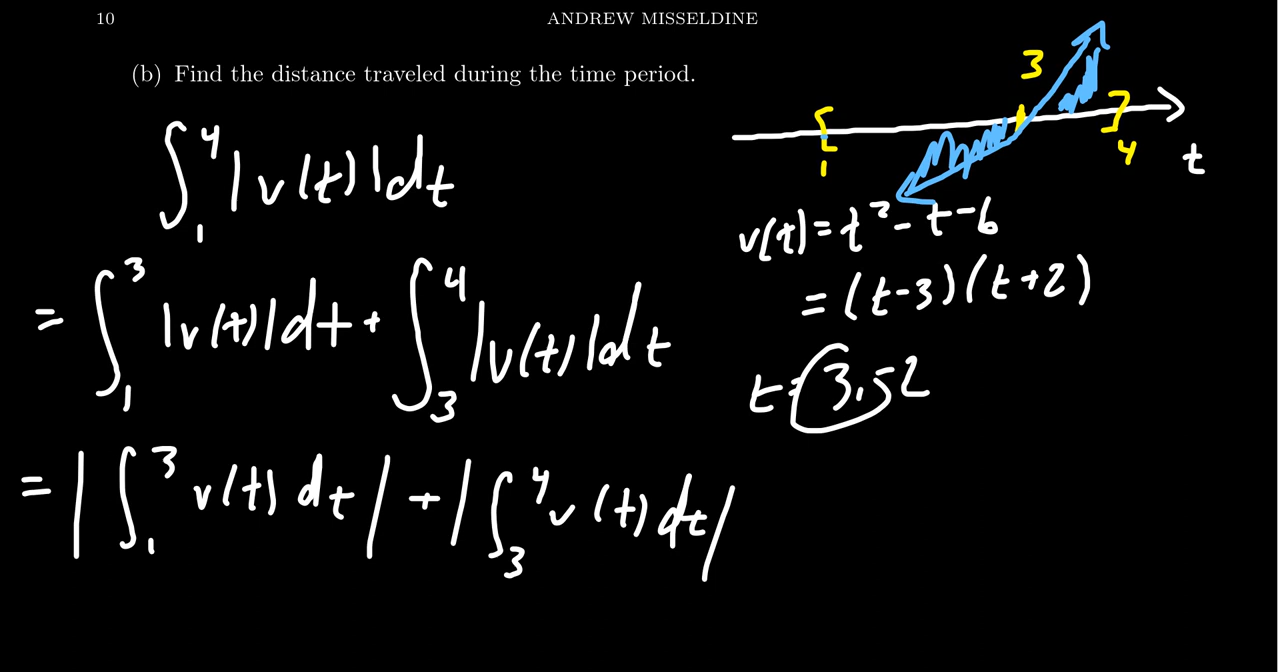 10 ANDREW MISSELDINE
(b) Find the distance traveled during the time period.
3
1 4 t
∫₁⁴ |v(t)|dt
v(t) = t² - t - 6
= (t-3)(t+2)
= ∫₁³ |v(t)|dt + ∫₃⁴ |v(t)|dt
t = 3,
= |∫₁³ v(t) dt| + |∫₃⁴ v(t) dt|